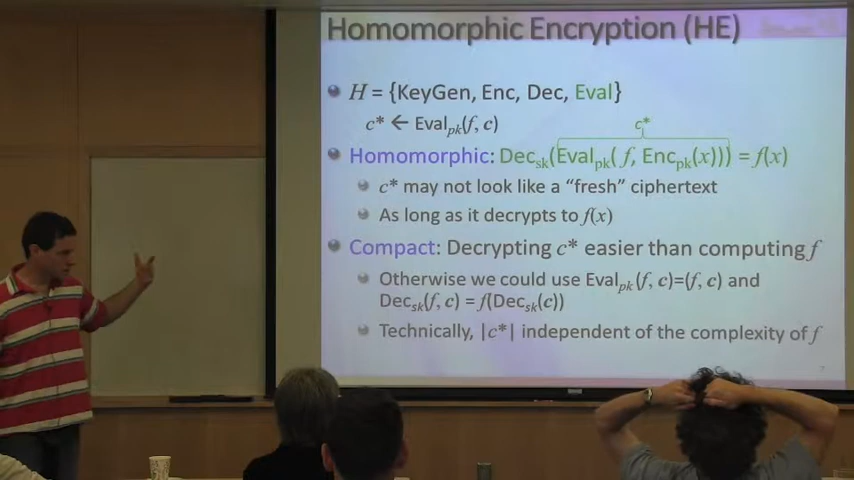 Homomorphic Encryption (HE)
H = {KeyGen, Enc, Dec, Eval}
c* ← Evalpk(f, c)
c*
Homomorphic: Decsk(Evalpk( f, Encpk(x))) = f(x)
c* may not look like a “fresh” ciphertext
As long as it decrypts to f(x)
Compact: Decrypting c* easier than computing f
Otherwise we could use Evalpk(f, c)=(f, c) and
Decsk(f, c) = f(Decsk(c))
Technically, |c*| independent of the complexity of f